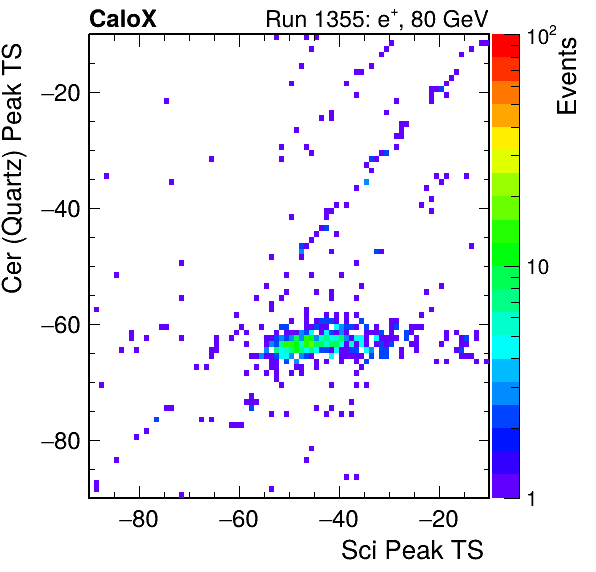 CaloX Run 1355: e⁺, 80 GeV
Cer (Quartz) Peak TS
−20
−40
−60
−80
−80 −60 −40 −20
Sci Peak TS
10²
10
1
Events